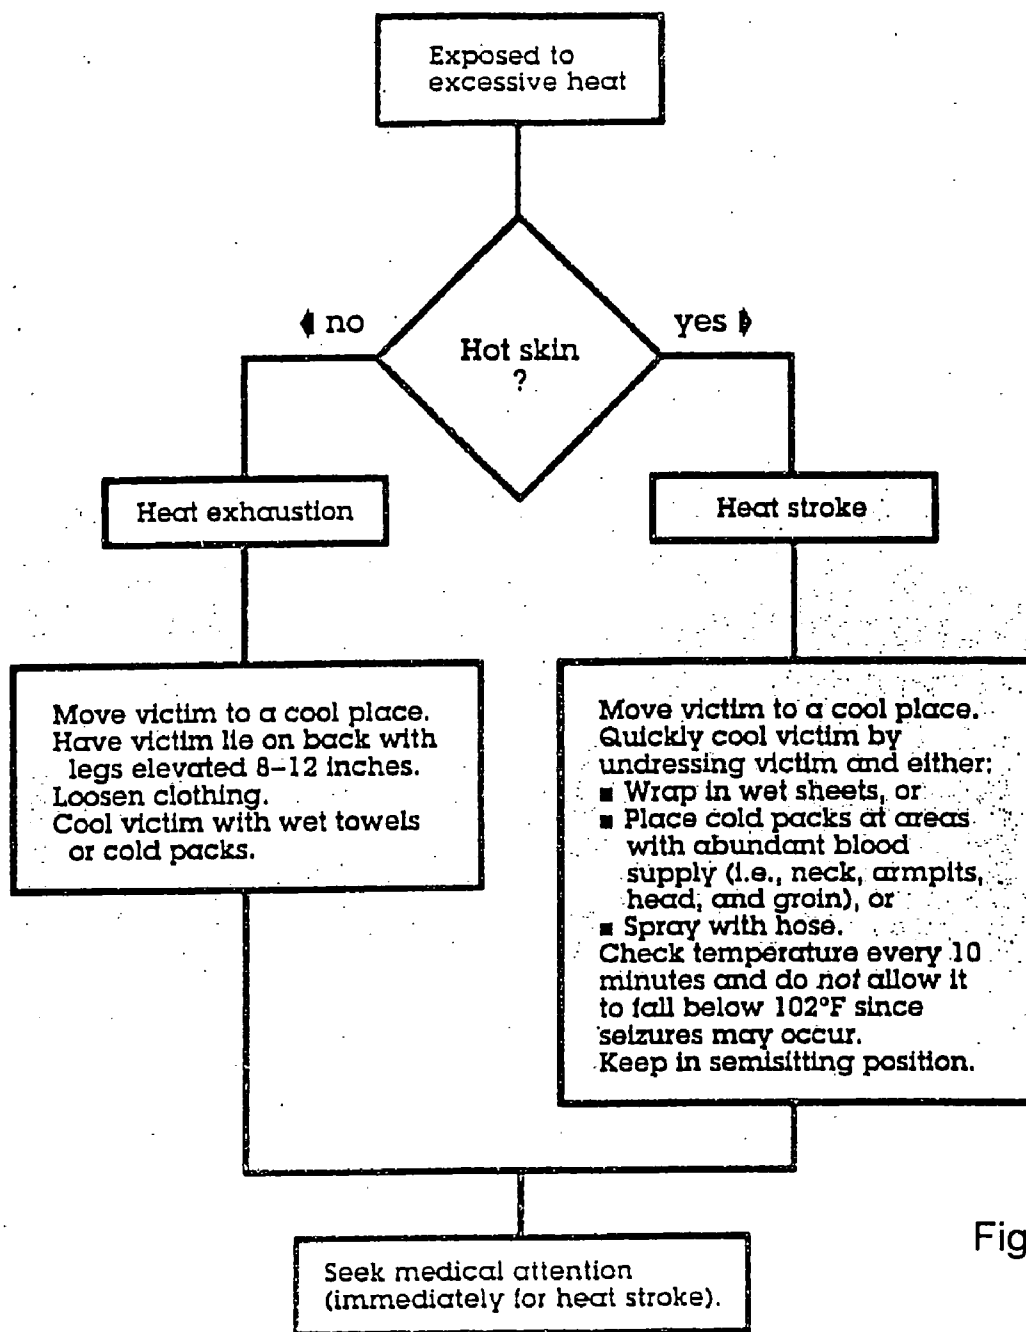 Exposed to
excessive heat
no
yes
Hot skin
?
Heat exhaustion
Heat stroke
Move victim to a cool place.
Have victim lie on back with
legs elevated 8–12 inches.
Loosen clothing.
Cool victim with wet towels
or cold packs.
Move victim to a cool place.
Quickly cool victim by
undressing victim and either:
■ Wrap in wet sheets, or
■ Place cold packs at areas
with abundant blood
supply (i.e., neck, armpits,
head, and groin), or
■ Spray with hose.
Check temperature every 10
minutes and do not allow it
to fall below 102°F since
seizures may occur.
Keep in semisitting position.
Seek medical attention
(immediately for heat stroke).
Fig